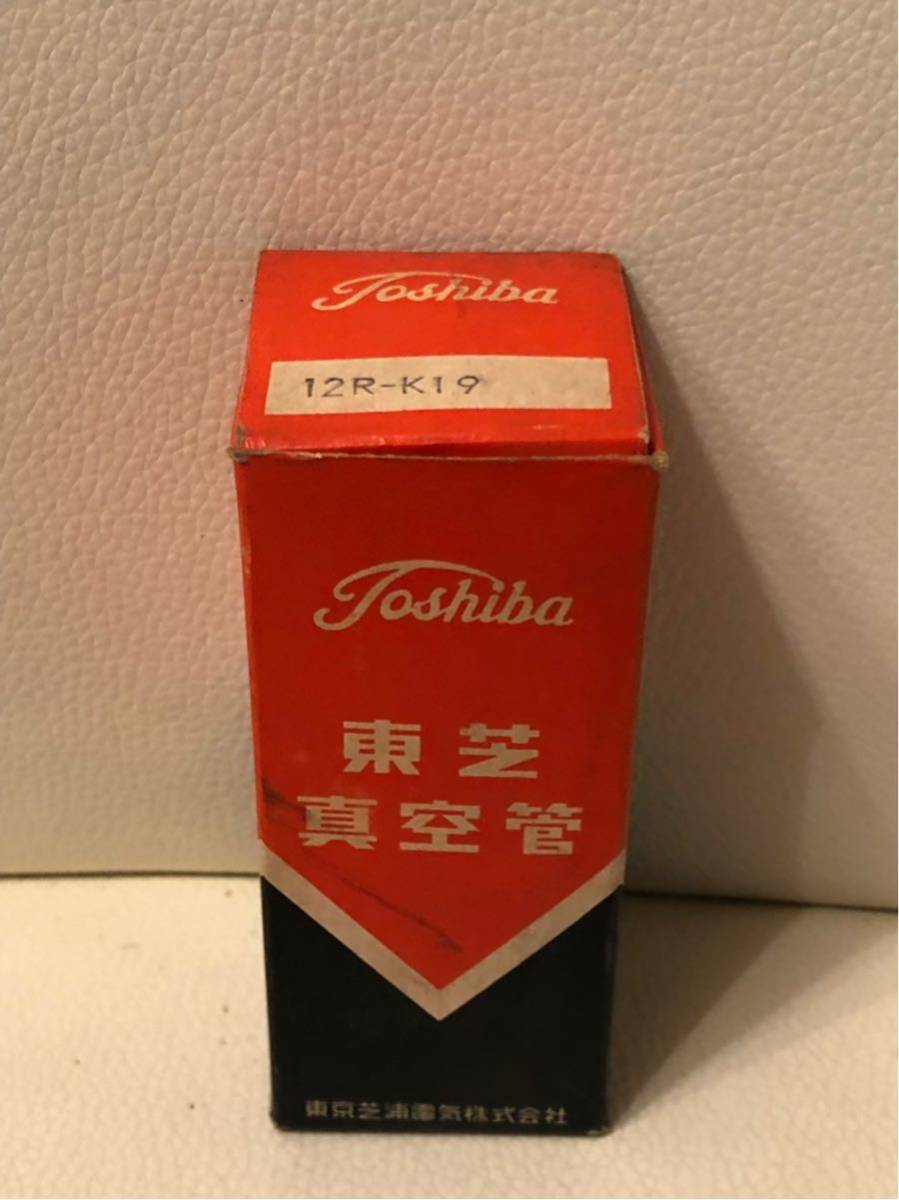 Toshiba
12R-K19
Toshiba
東芝
真空管
東京芝浦電気株式会社